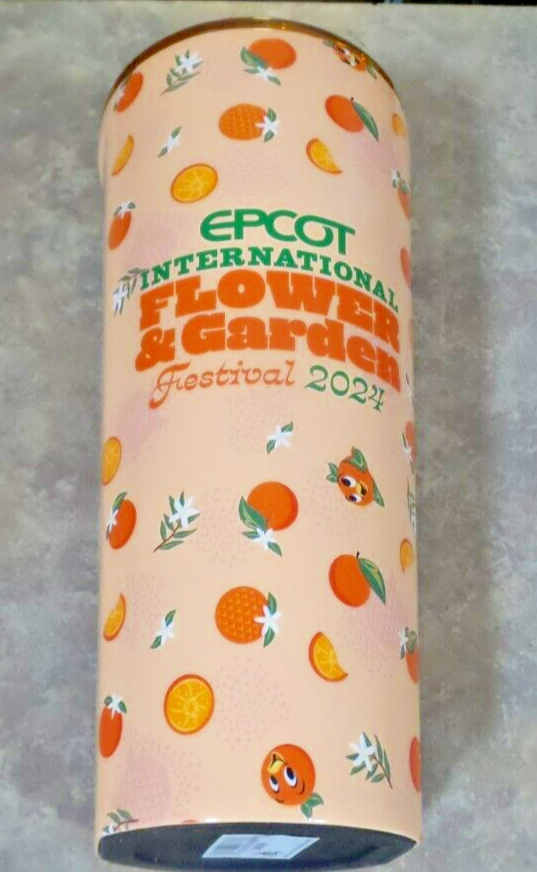 EPCOT
INTERNATIONAL
FLOWER
& Garden
Festival 2024